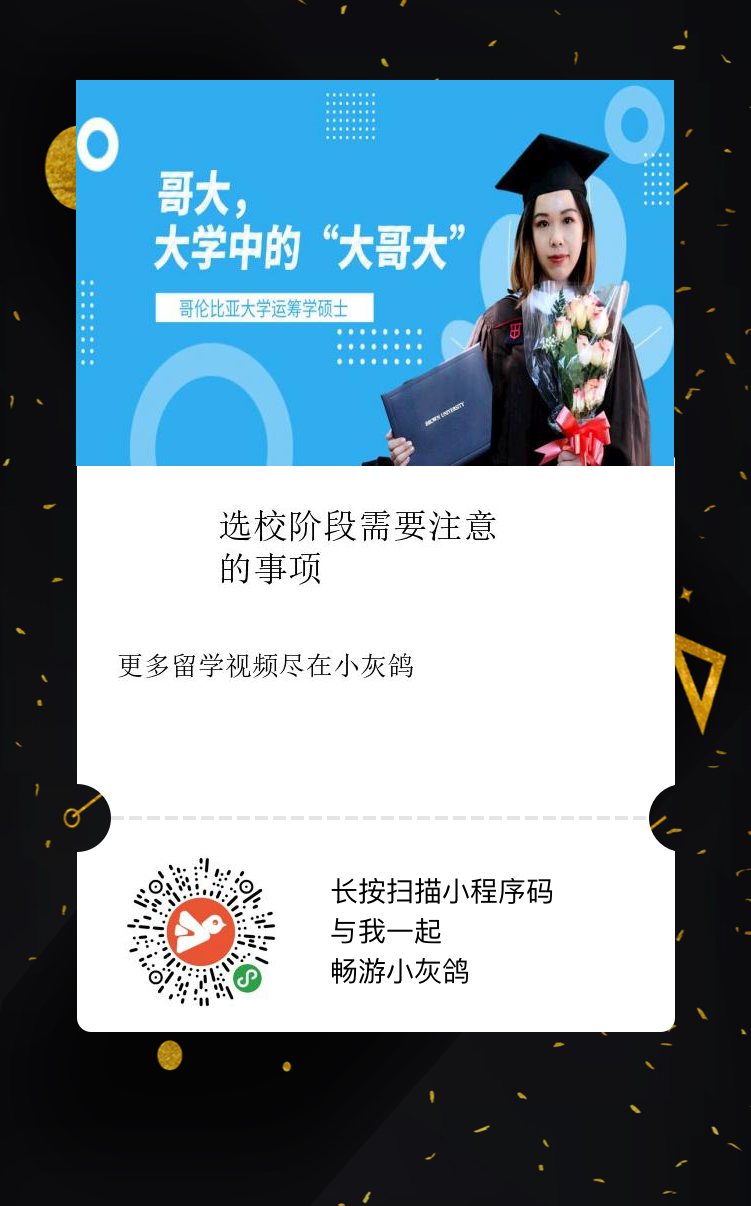 哥大，
大学中的“大哥大”
哥伦比亚大学运筹学硕士
BROWN UNIVERSITY
选校阶段需要注意
的事项
更多留学视频尽在小灰鸽
长按扫描小程序码
与我一起
畅游小灰鸽